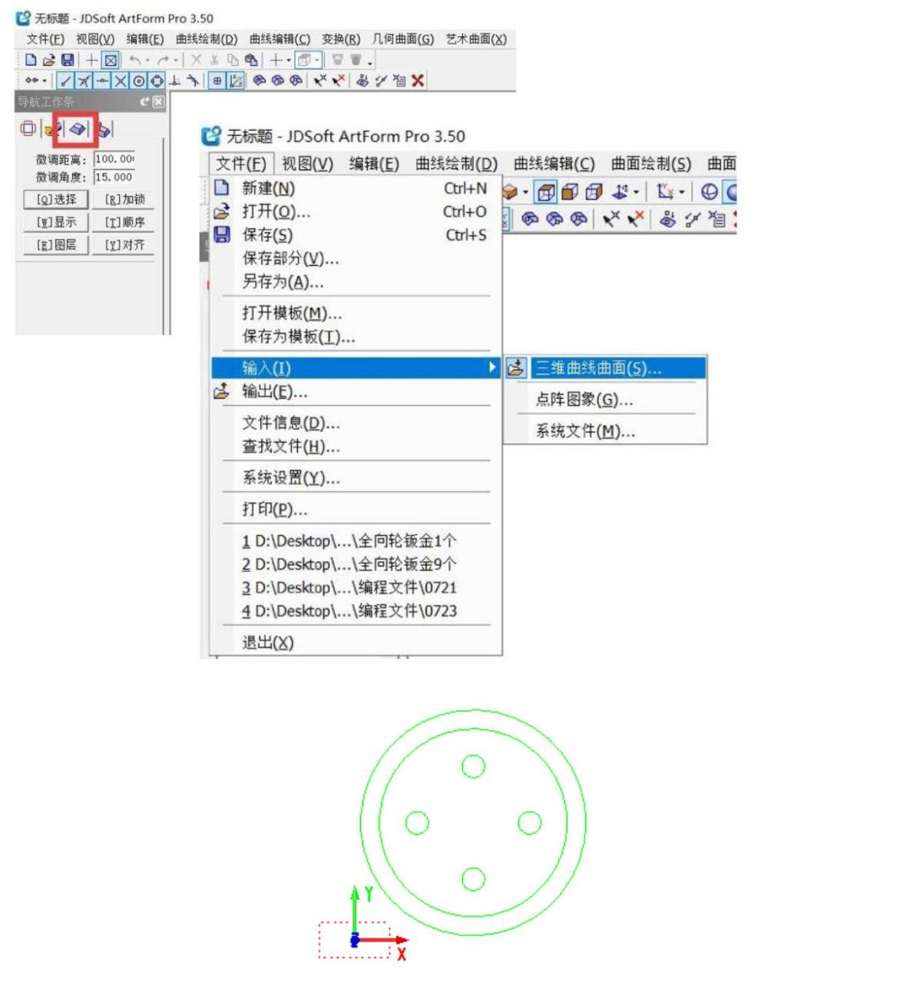 无标题 - JDSoft ArtForm Pro 3.50
文件(F) 视图(V) 编辑(E) 曲线绘制(D) 曲线编辑(C) 变换(R) 几何曲面(G) 艺术曲面(X)
导航工作条
微调距离: 100.00
微调角度: 15.000
[Q]选择 [R]加锁
[W]显示 [T]顺序
[E]图层 [Y]对齐
无标题 - JDSoft ArtForm Pro 3.50
文件(F) 视图(V) 编辑(E) 曲线绘制(D) 曲线编辑(C) 曲面绘制(S) 曲面
新建(N) Ctrl+N
打开(O)... Ctrl+O
保存(S) Ctrl+S
保存部分(V)...
另存为(A)...
打开模板(M)...
保存为模板(T)...
输入(I)
三维曲线曲面(S)...
点阵图象(G)...
系统文件(M)...
输出(E)...
文件信息(D)...
查找文件(H)...
系统设置(Y)...
打印(P)...
1 D:\Desktop\...\全向轮钣金1个
2 D:\Desktop\...\全向轮钣金9个
3 D:\Desktop\...\编程文件\0721
4 D:\Desktop\...\编程文件\0723
退出(X)
Y
Z
X